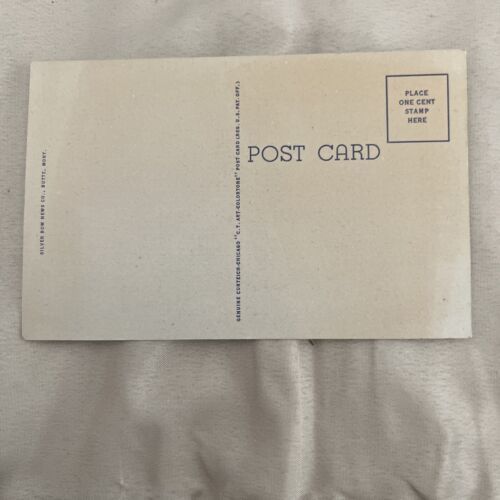 SILVER BOW NEWS CO., BUTTE, MONT.
GENUINE CURTEICH-CHICAGO "C.T. ART-COLORTONE" POST CARD (REG. U.S. PAT. OFF.)
POST CARD
PLACE
ONE CENT
STAMP
HERE